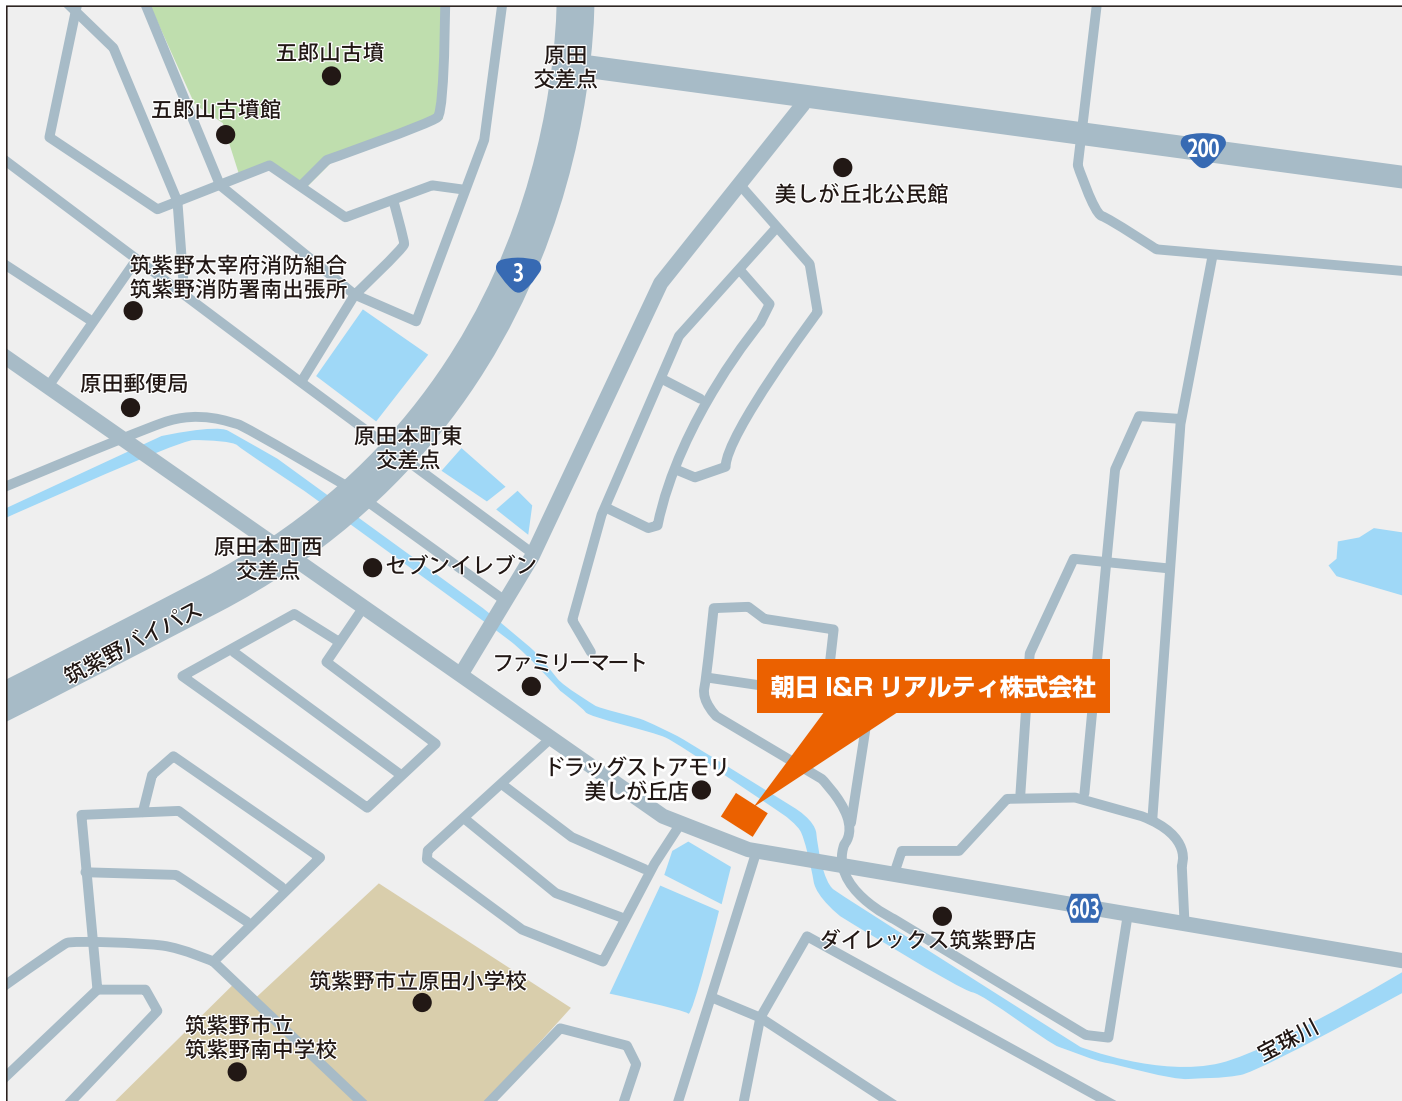 五郎山古墳
原田
交差点
五郎山古墳館
200
美しが丘北公民館
筑紫野太宰府消防組合
筑紫野消防署南出張所
3
原田郵便局
原田本町東
交差点
原田本町西
交差点
セブンイレブン
筑紫野バイパス
ファミリーマート
朝日 I&R リアルティ株式会社
ドラッグストアモリ
美しが丘店
603
ダイレックス筑紫野店
筑紫野市立原田小学校
筑紫野市立
筑紫野南中学校
宝珠川